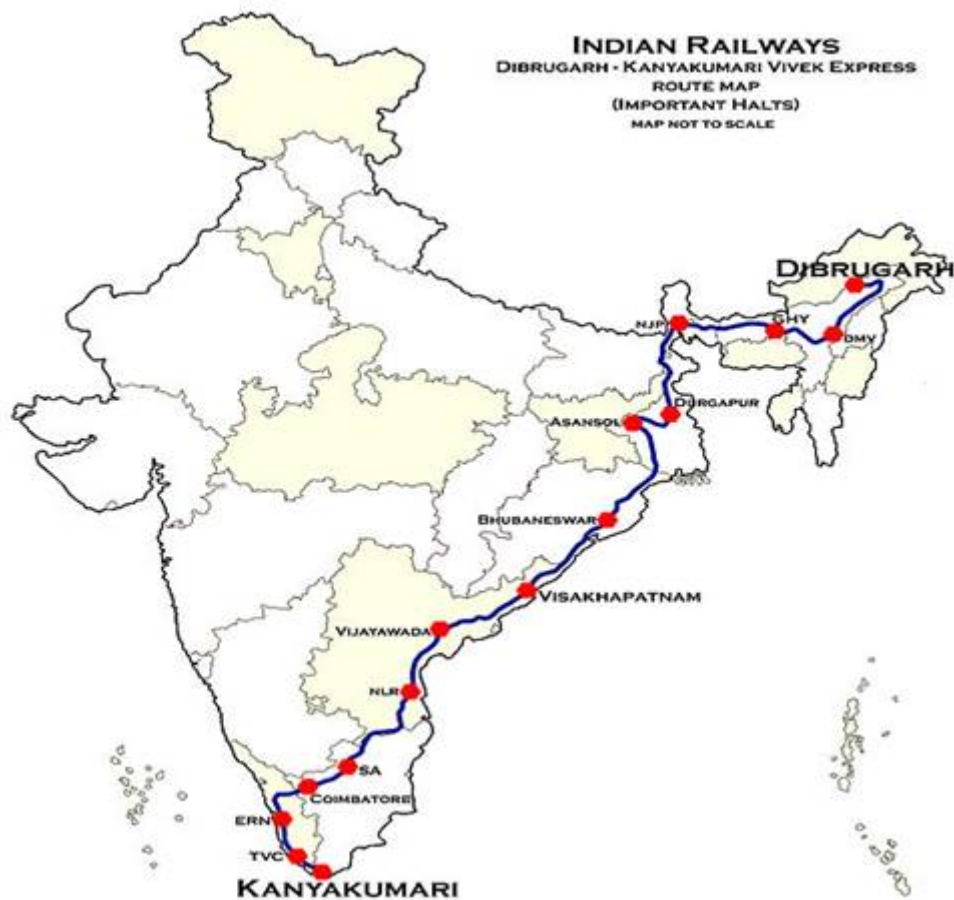 INDIAN RAILWAYS
DIBRUGARH - KANYAKUMARI VIVEK EXPRESS
ROUTE MAP
(IMPORTANT HALTS)
MAP NOT TO SCALE
DIBRUGARH
NJP
GHY
DMV
DURGAPUR
ASANSOL
BHUBANESWAR
VISAKHAPATNAM
VIJAYAWADA
NLR
SA
COIMBATORE
ERN
TVC
KANYAKUMARI